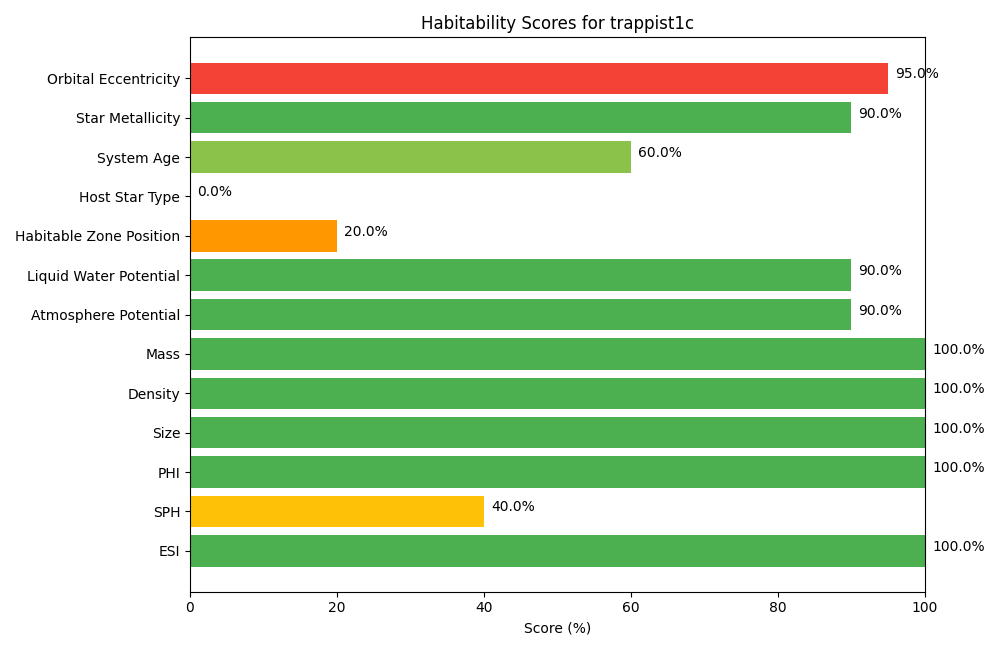 Habitability Scores for trappist1c
Orbital Eccentricity 95.0%
Star Metallicity 90.0%
System Age 60.0%
Host Star Type 0.0%
Habitable Zone Position 20.0%
Liquid Water Potential 90.0%
Atmosphere Potential 90.0%
Mass 100.0%
Density 100.0%
Size 100.0%
PHI 100.0%
SPH 40.0%
ESI 100.0%
0 20 40 60 80 100
Score (%)